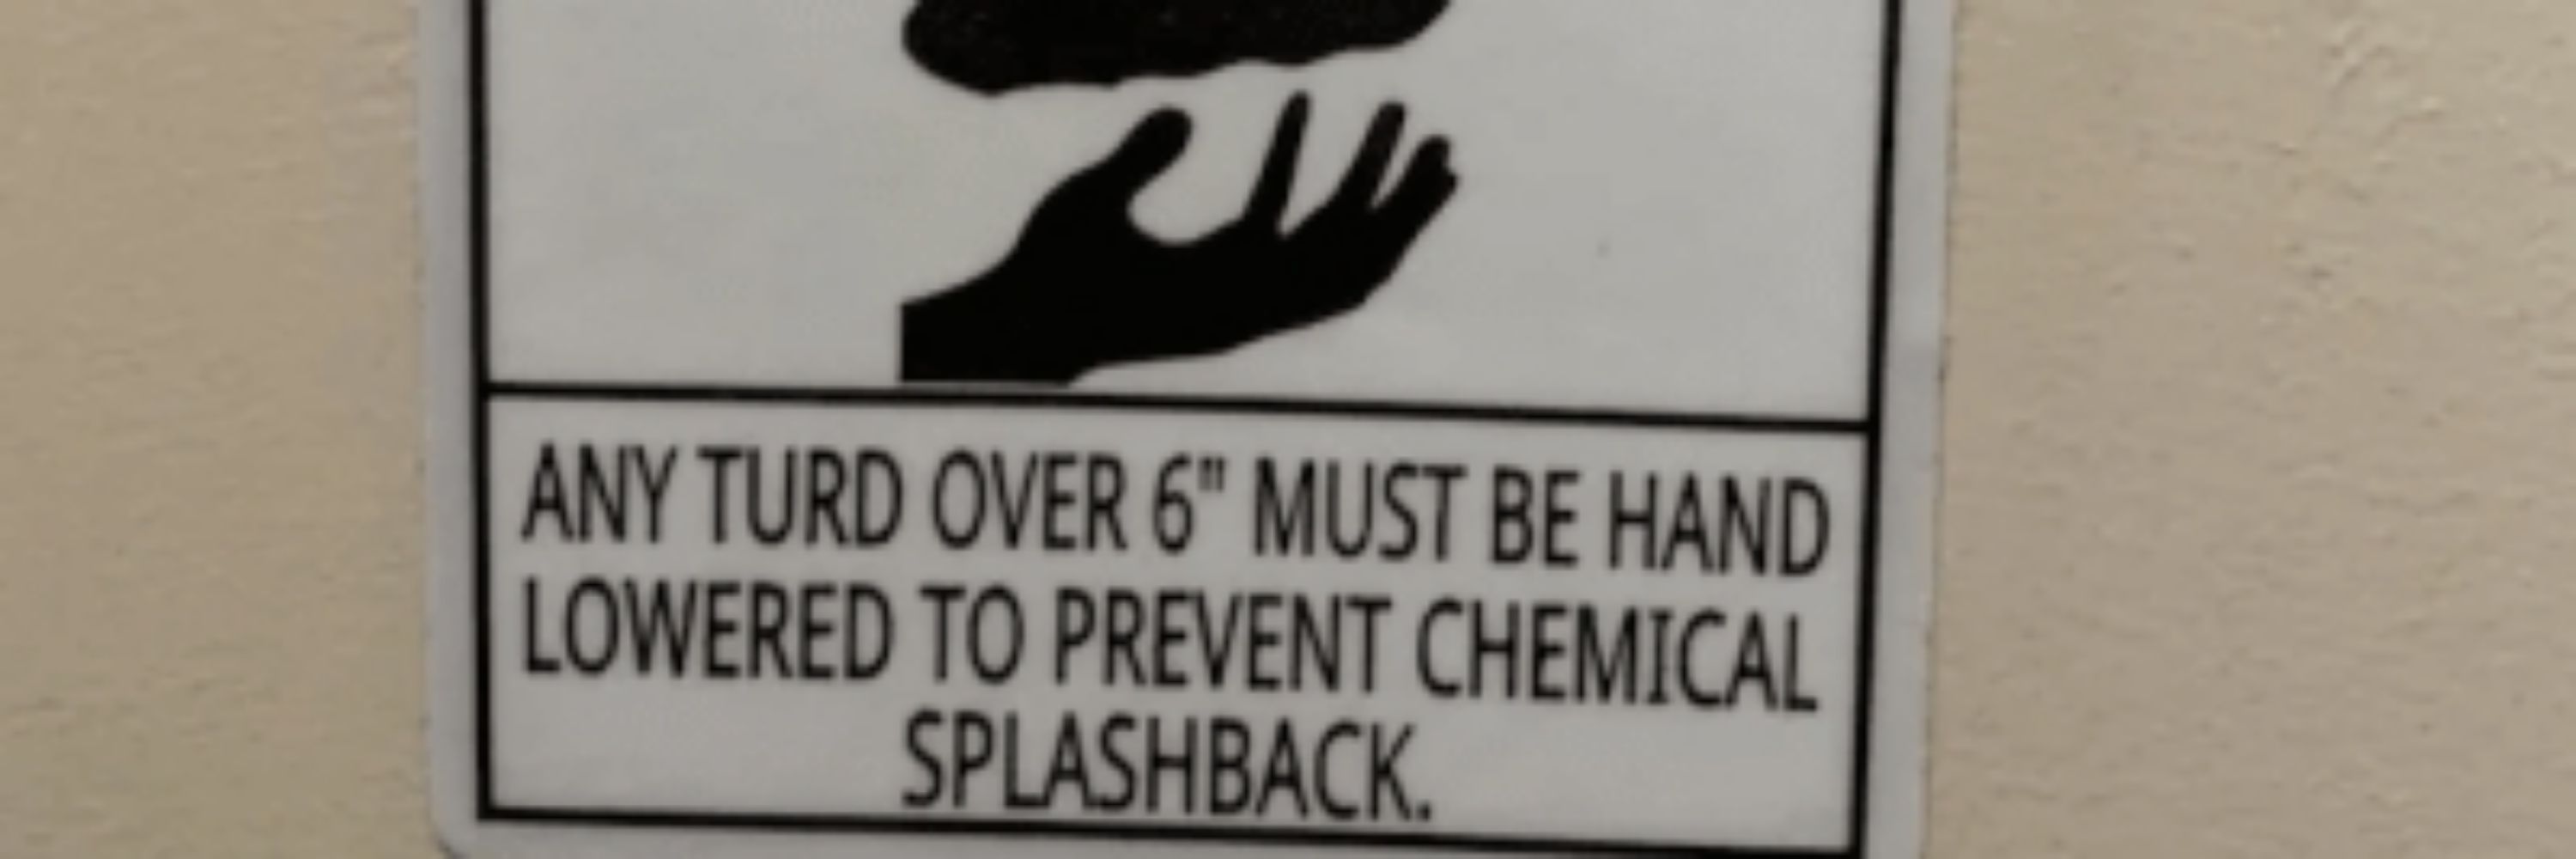 ANY TURD OVER 6" MUST BE HAND
LOWERED TO PREVENT CHEMICAL
SPLASHBACK.